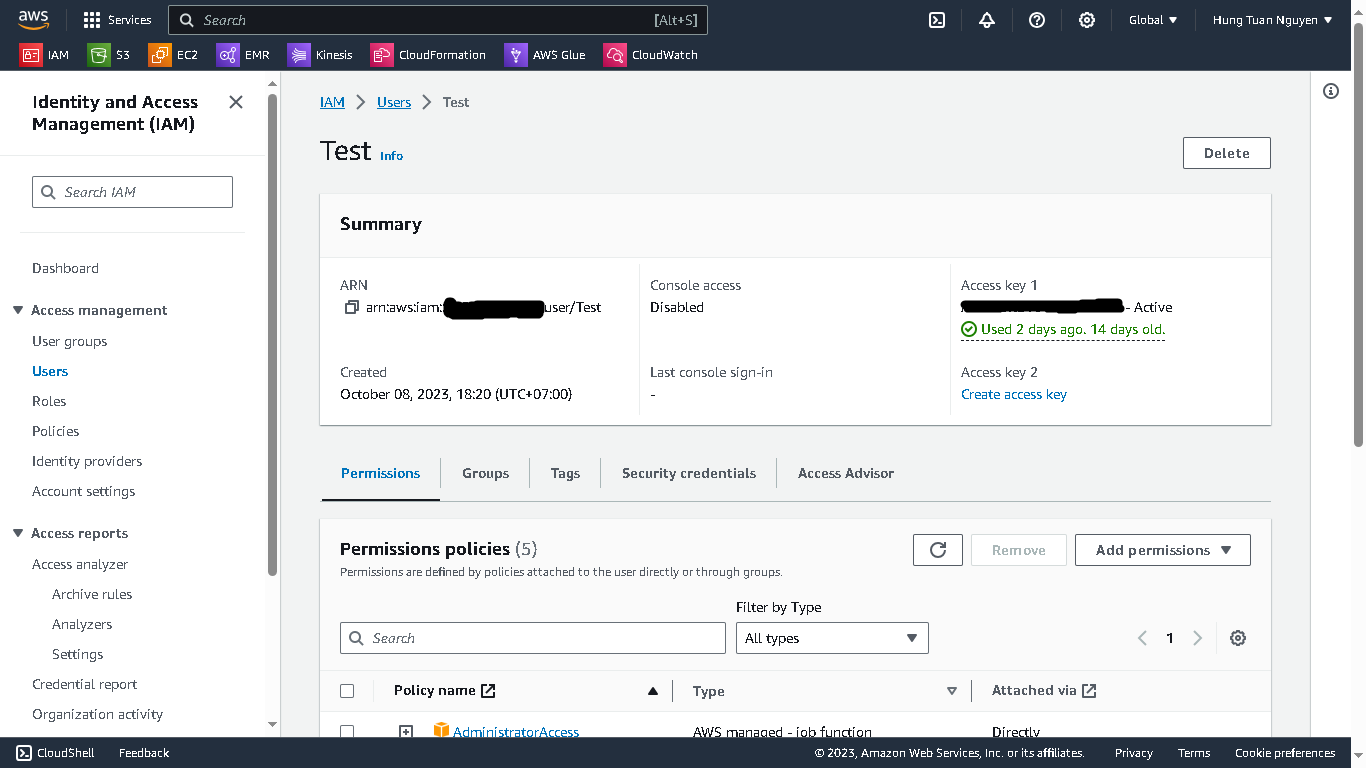 aws
Services
Search
[Alt+S]
Global ▼
Hung Tuan Nguyen ▼
IAM
S3
EC2
EMR
Kinesis
CloudFormation
AWS Glue
CloudWatch
Identity and Access
Management (IAM)
Search IAM
Dashboard
Access management
User groups
Users
Roles
Policies
Identity providers
Account settings
Access reports
Access analyzer
Archive rules
Analyzers
Settings
Credential report
Organization activity
IAM > Users > Test
Test Info
Delete
Summary
ARN
arn:aws:iam: user/Test
Created
October 08, 2023, 18:20 (UTC+07:00)
Console access
Disabled
Last console sign-in
-
Access key 1
- Active
Used 2 days ago. 14 days old.
Access key 2
Create access key
Permissions
Groups
Tags
Security credentials
Access Advisor
Permissions policies (5)
Permissions are defined by policies attached to the user directly or through groups.
Remove
Add permissions ▼
Filter by Type
Search
All types
1
Policy name
Type
Attached via
AdministratorAccess
AWS managed - job function
Directly
CloudShell
Feedback
© 2023, Amazon Web Services, Inc. or its affiliates.
Privacy
Terms
Cookie preferences